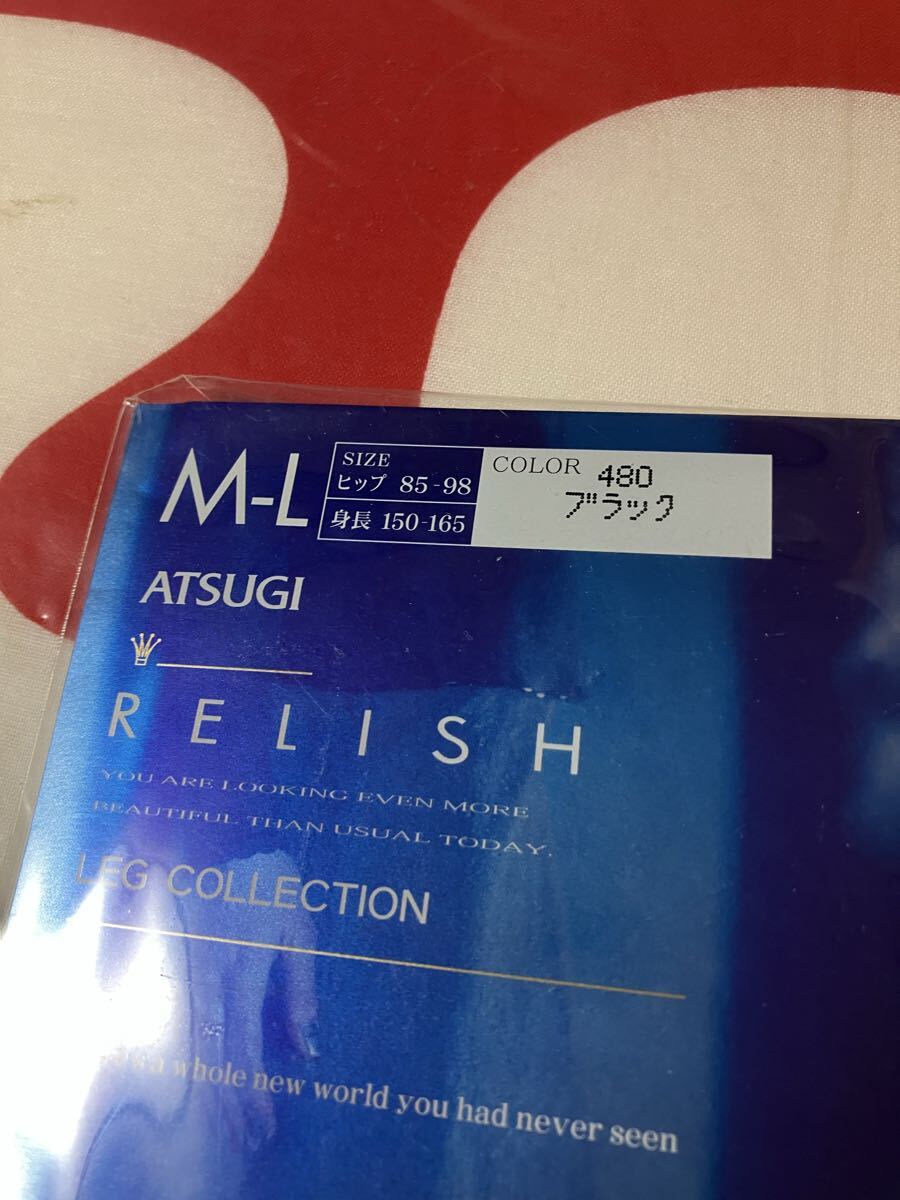 M-L
SIZE
ヒップ 85-98
身長 150-165
COLOR 480
ブラック
ATSUGI
RELISH
YOU ARE LOOKING EVEN MORE
BEAUTIFUL THAN USUAL TODAY.
LEG COLLECTION
a whole new world you had never seen